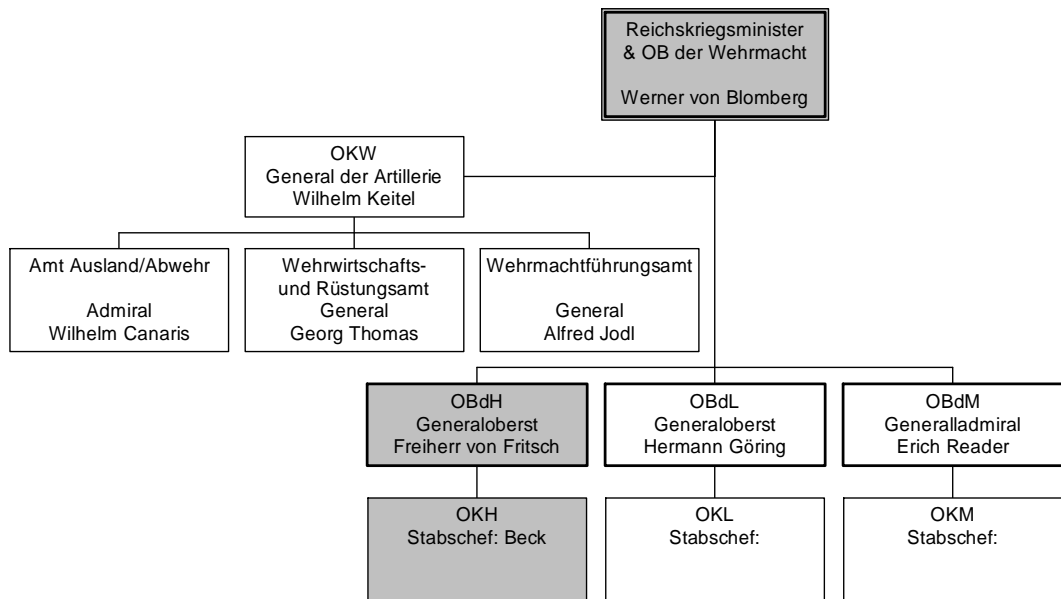 Reichskriegsminister
& OB der Wehrmacht
Werner von Blomberg
OKW
General der Artillerie
Wilhelm Keitel
Amt Ausland/Abwehr
Admiral
Wilhelm Canaris
Wehrwirtschafts-
und Rüstungsamt
General
Georg Thomas
Wehrmachtführungsamt
General
Alfred Jodl
OBdH
Generaloberst
Freiherr von Fritsch
OBdL
Generaloberst
Hermann Göring
OBdM
Generalladmiral
Erich Reader
OKH
Stabschef: Beck
OKL
Stabschef:
OKM
Stabschef: